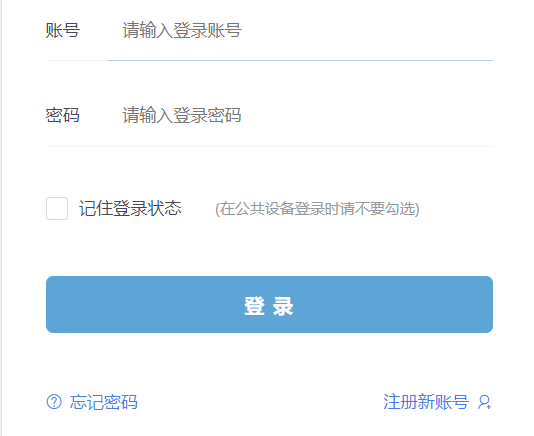 账号 请输入登录账号
密码 请输入登录密码
记住登录状态 (在公共设备登录时请不要勾选)
登录
忘记密码 注册新账号